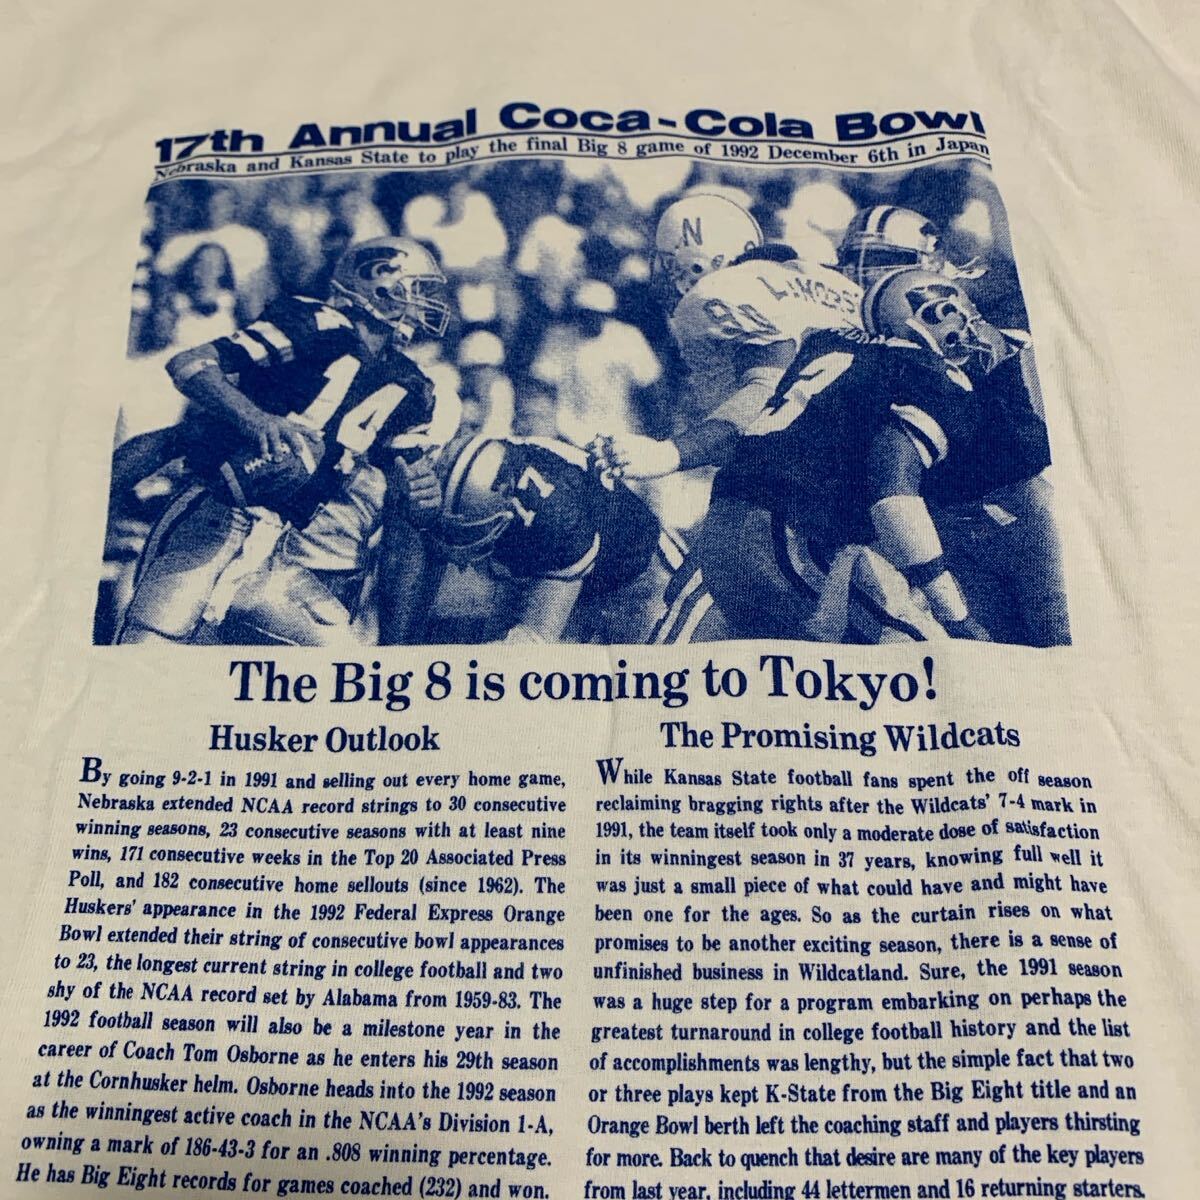 17th Annual Coca-Cola Bowl
Nebraska and Kansas State to play the final Big 8 game of 1992 December 6th in Japan
N
14
17
The Big 8 is coming to Tokyo!
Husker Outlook
By going 9-2-1 in 1991 and selling out every home game,
Nebraska extended NCAA record strings to 30 consecutive
winning seasons, 23 consecutive seasons with at least nine
wins, 171 consecutive weeks in the Top 20 Associated Press
Poll, and 182 consecutive home sellouts (since 1962). The
Huskers' appearance in the 1992 Federal Express Orange
Bowl extended their string of consecutive bowl appearances
to 23, the longest current string in college football and two
shy of the NCAA record set by Alabama from 1959-83. The
1992 football season will also be a milestone year in the
career of Coach Tom Osborne as he enters his 29th season
at the Cornhusker helm. Osborne heads into the 1992 season
as the winningest active coach in the NCAA's Division 1-A,
owning a mark of 186-43-3 for an .808 winning percentage.
He has Big Eight records for games coached (232) and won.
The Promising Wildcats
While Kansas State football fans spent the off season
reclaiming bragging rights after the Wildcats' 7-4 mark in
1991, the team itself took only a moderate dose of satisfaction
in its winningest season in 37 years, knowing full well it
was just a small piece of what could have and might have
been one for the ages. So as the curtain rises on what
promises to be another exciting season, there is a sense of
unfinished business in Wildcatland. Sure, the 1991 season
was a huge step for a program embarking on perhaps the
greatest turnaround in college football history and the list
of accomplishments was lengthy, but the simple fact that two
or three plays kept K-State from the Big Eight title and an
Orange Bowl berth left the coaching staff and players thirsting
for more. Back to quench that desire are many of the key players
from last year, including 44 lettermen and 16 returning starters.